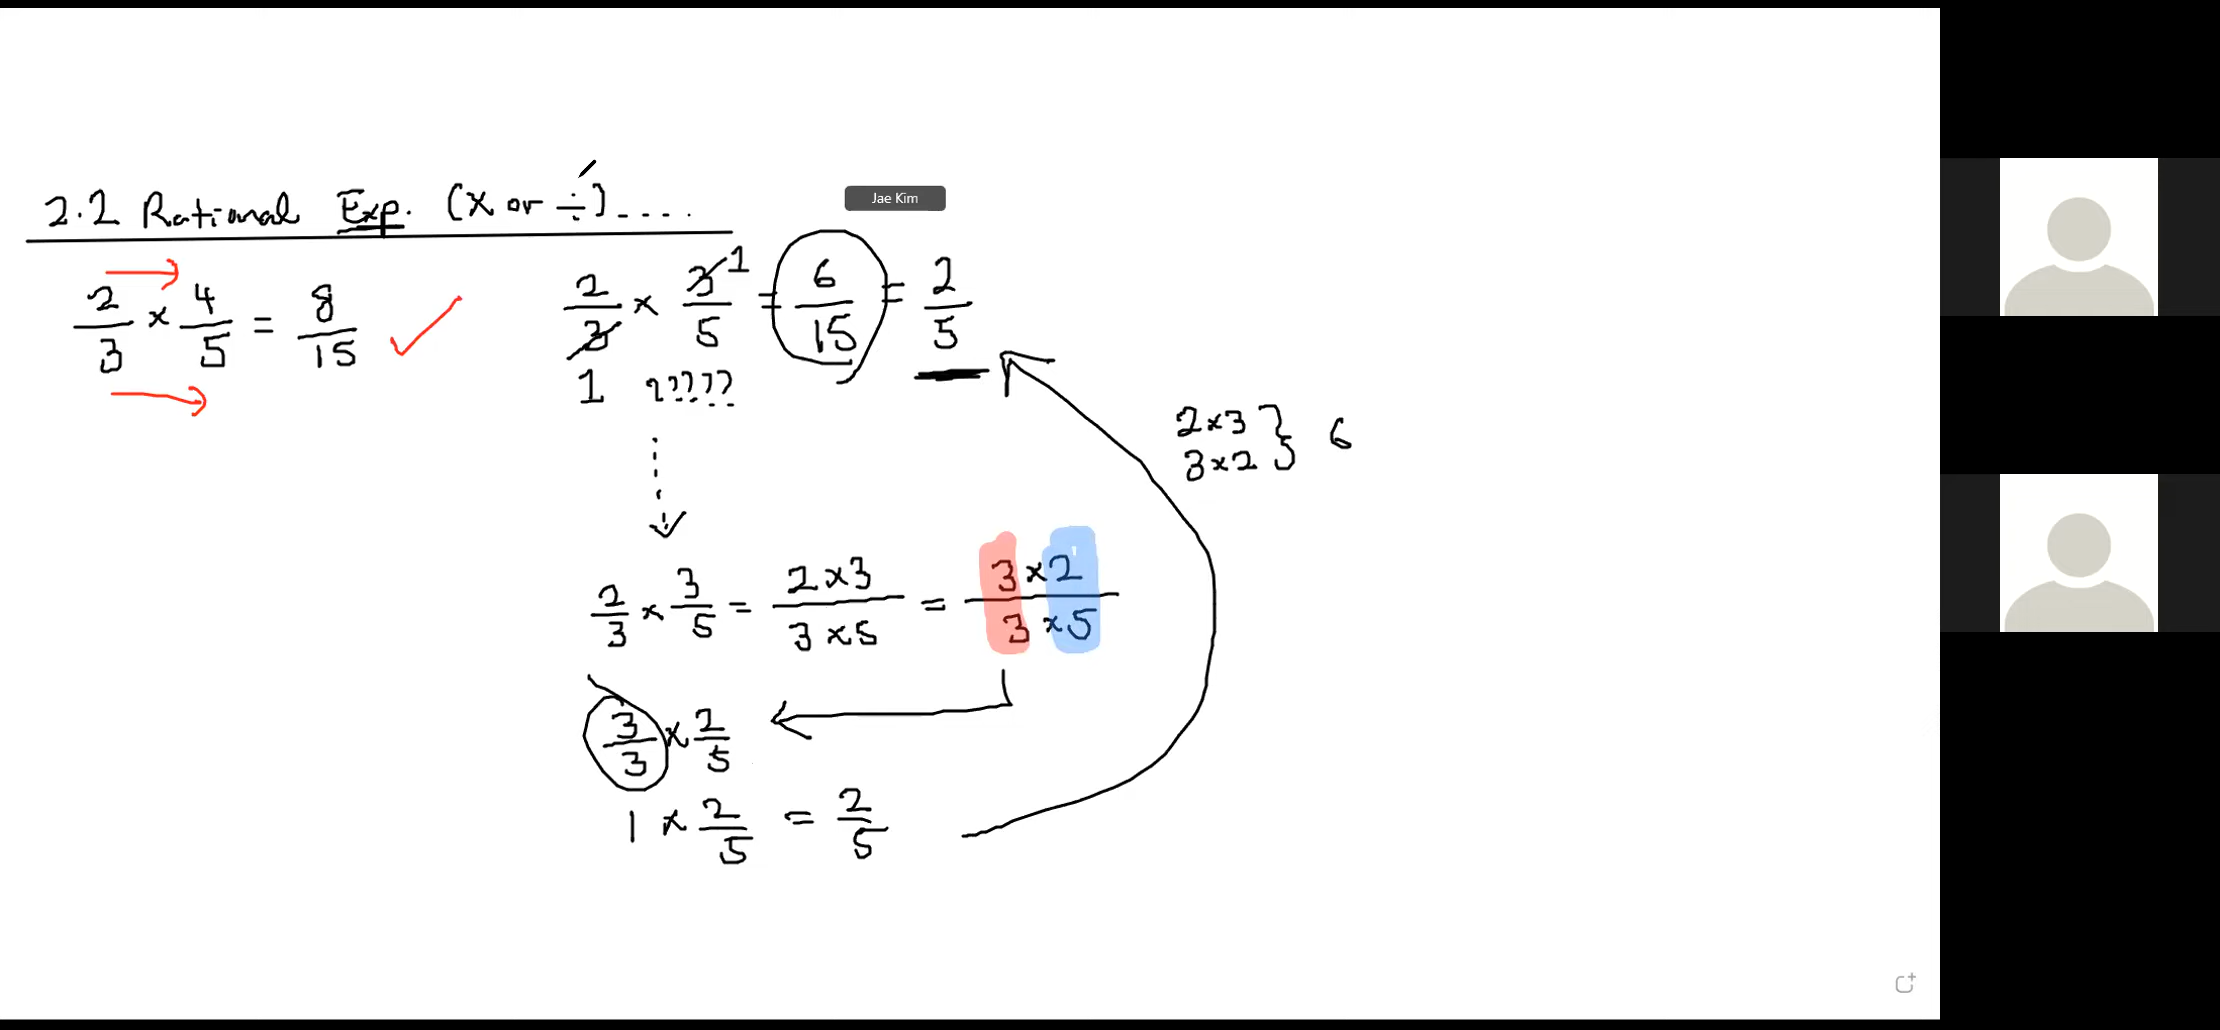 2.2 Rational Exp. (x or ÷)....
Jae Kim
2/3 × 4/5 = 8/15 ✓
2/3 × 3/5 = 6/15 = 2/5
1
1 ?????
2×3
3×2 } 6
2/3 × 3/5 = 2×3/3×5 = 3×2/3×5
3/3 × 2/5
1 × 2/5 = 2/5